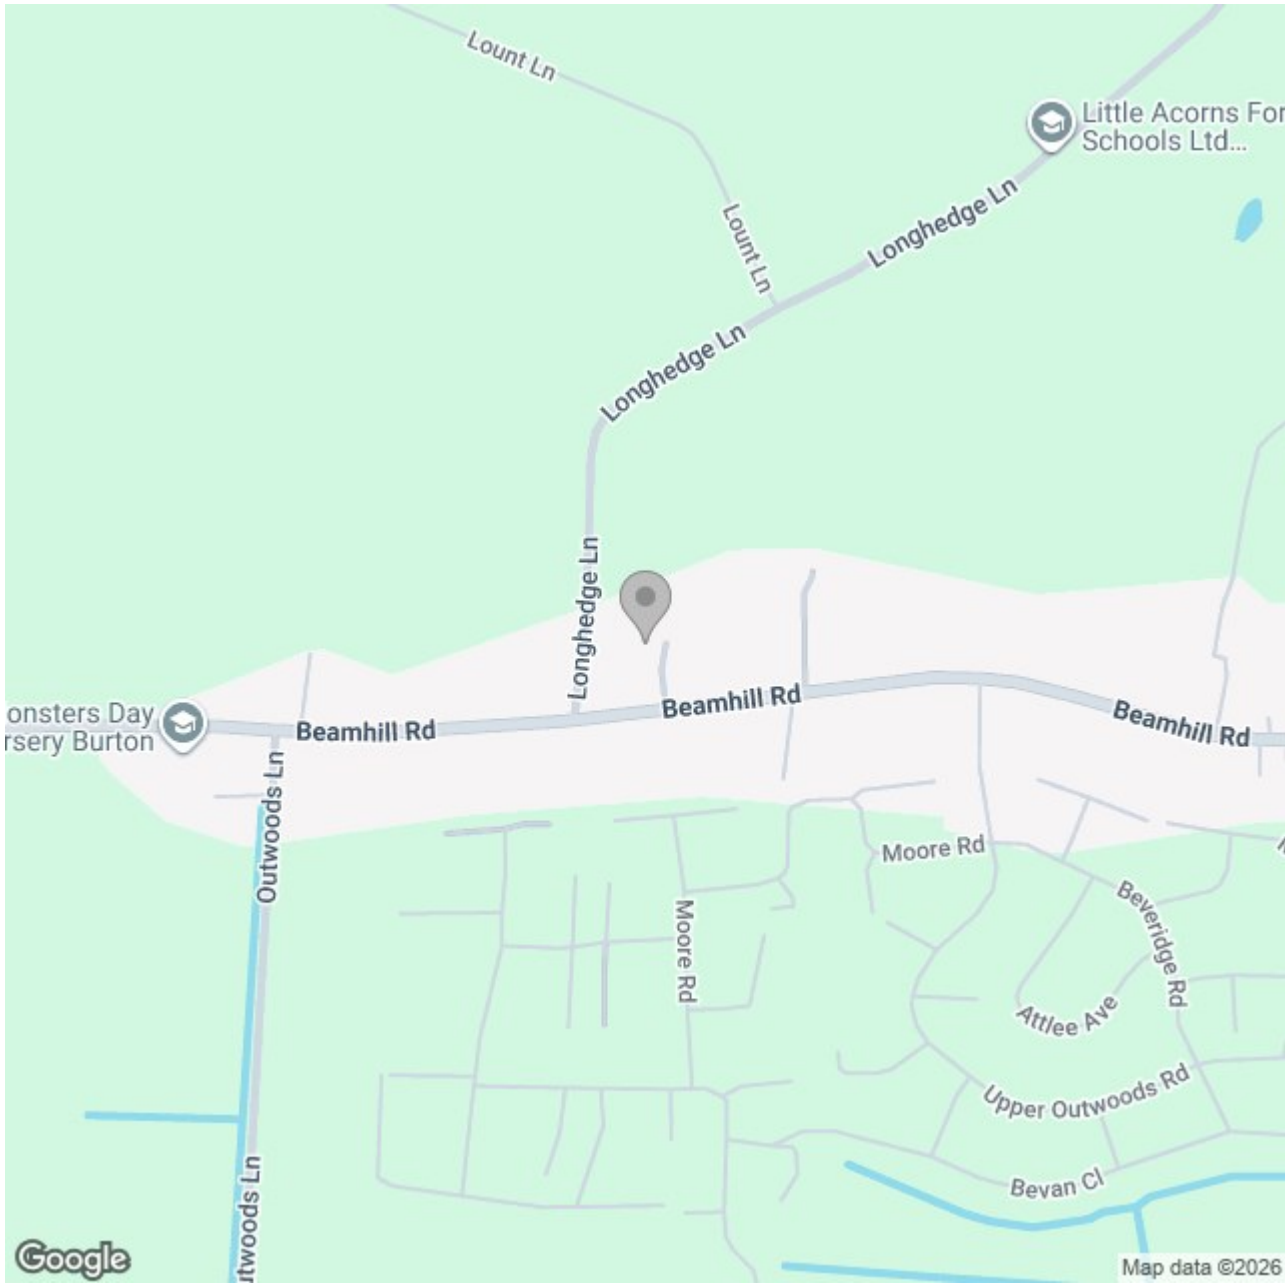 Lount Ln
Little Acorns For
Schools Ltd...
Longhedge Ln
Lount Ln
Longhedge Ln
Longhedge Ln
onsters Day
rsery Burton
Beamhill Rd
Beamhill Rd
Beamhill Rd
Outwoods Ln
Moore Rd
Moore Rd
Beveridge Rd
Attlee Ave
Upper Outwoods Rd
Bevan Cl
utwoods Ln
Google
Map data ©2026